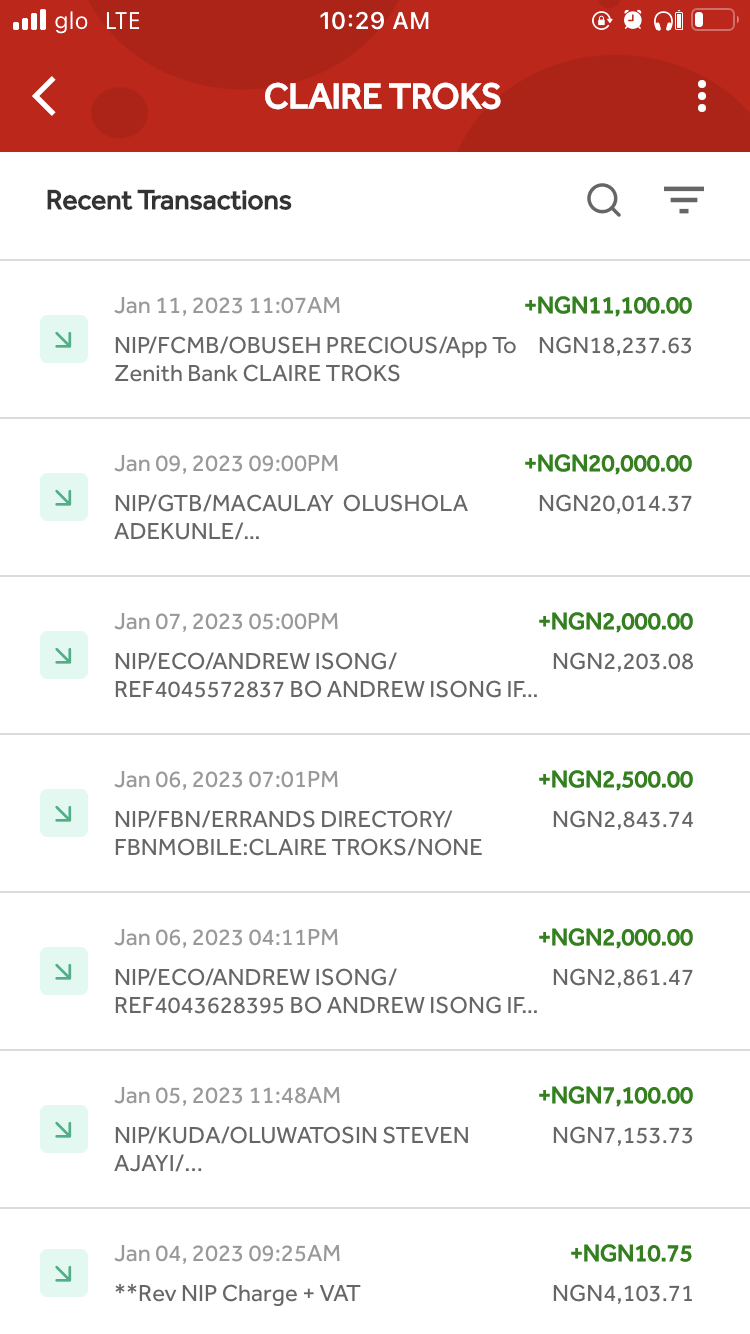 glo LTE 10:29 AM
CLAIRE TROKS
Recent Transactions
Jan 11, 2023 11:07AM +NGN11,100.00
NIP/FCMB/OBUSEH PRECIOUS/App To NGN18,237.63
Zenith Bank CLAIRE TROKS
Jan 09, 2023 09:00PM +NGN20,000.00
NIP/GTB/MACAULAY  OLUSHOLA NGN20,014.37
ADEKUNLE/...
Jan 07, 2023 05:00PM +NGN2,000.00
NIP/ECO/ANDREW ISONG/ NGN2,203.08
REF4045572837 BO ANDREW ISONG IF...
Jan 06, 2023 07:01PM +NGN2,500.00
NIP/FBN/ERRANDS DIRECTORY/ NGN2,843.74
FBNMOBILE:CLAIRE TROKS/NONE
Jan 06, 2023 04:11PM +NGN2,000.00
NIP/ECO/ANDREW ISONG/ NGN2,861.47
REF4043628395 BO ANDREW ISONG IF...
Jan 05, 2023 11:48AM +NGN7,100.00
NIP/KUDA/OLUWATOSIN STEVEN NGN7,153.73
AJAYI/...
Jan 04, 2023 09:25AM +NGN10.75
**Rev NIP Charge + VAT NGN4,103.71